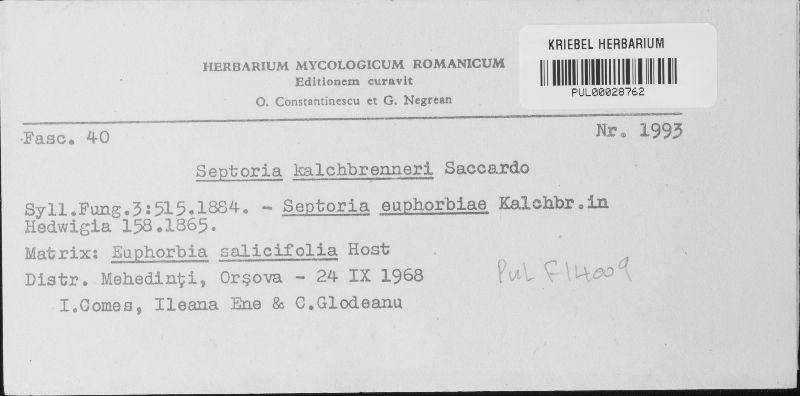 KRIEBEL HERBARIUM
PUL00028762
HERBARIUM MYCOLOGICUM ROMANICUM
Editionem curavit
O. Constantinescu et G. Negrean
Fasc. 40 Nr. 1993
Septoria kalchbrenneri Saccardo
Syll.Fung.3:515.1884. - Septoria euphorbiae Kalchbr.in
Hedwigia 158.1865.
Matrix: Euphorbia salicifolia Host
Distr. Mehedinţi, Orşova - 24 IX 1968
I.Comes, Ileana Ene & C.Glodeanu
PUL F14009